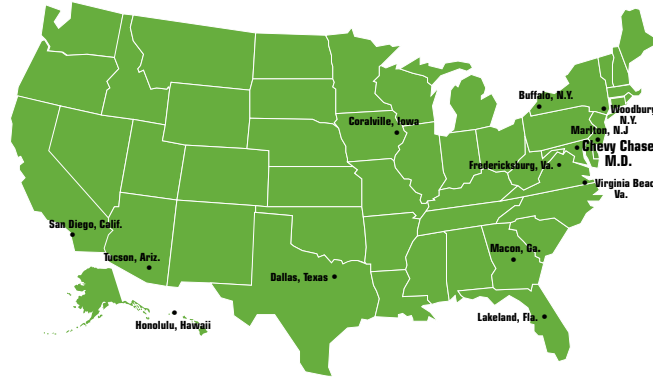 Buffalo, N.Y.
Woodbury
N.Y.
Coralville, Iowa
Marlton, N.J
Chevy Chase
M.D.
Fredericksburg, Va.
Virginia Beach
Va.
San Diego, Calif.
Macon, Ga.
Tucson, Ariz.
Dallas, Texas
Lakeland, Fla.
Honolulu, Hawaii